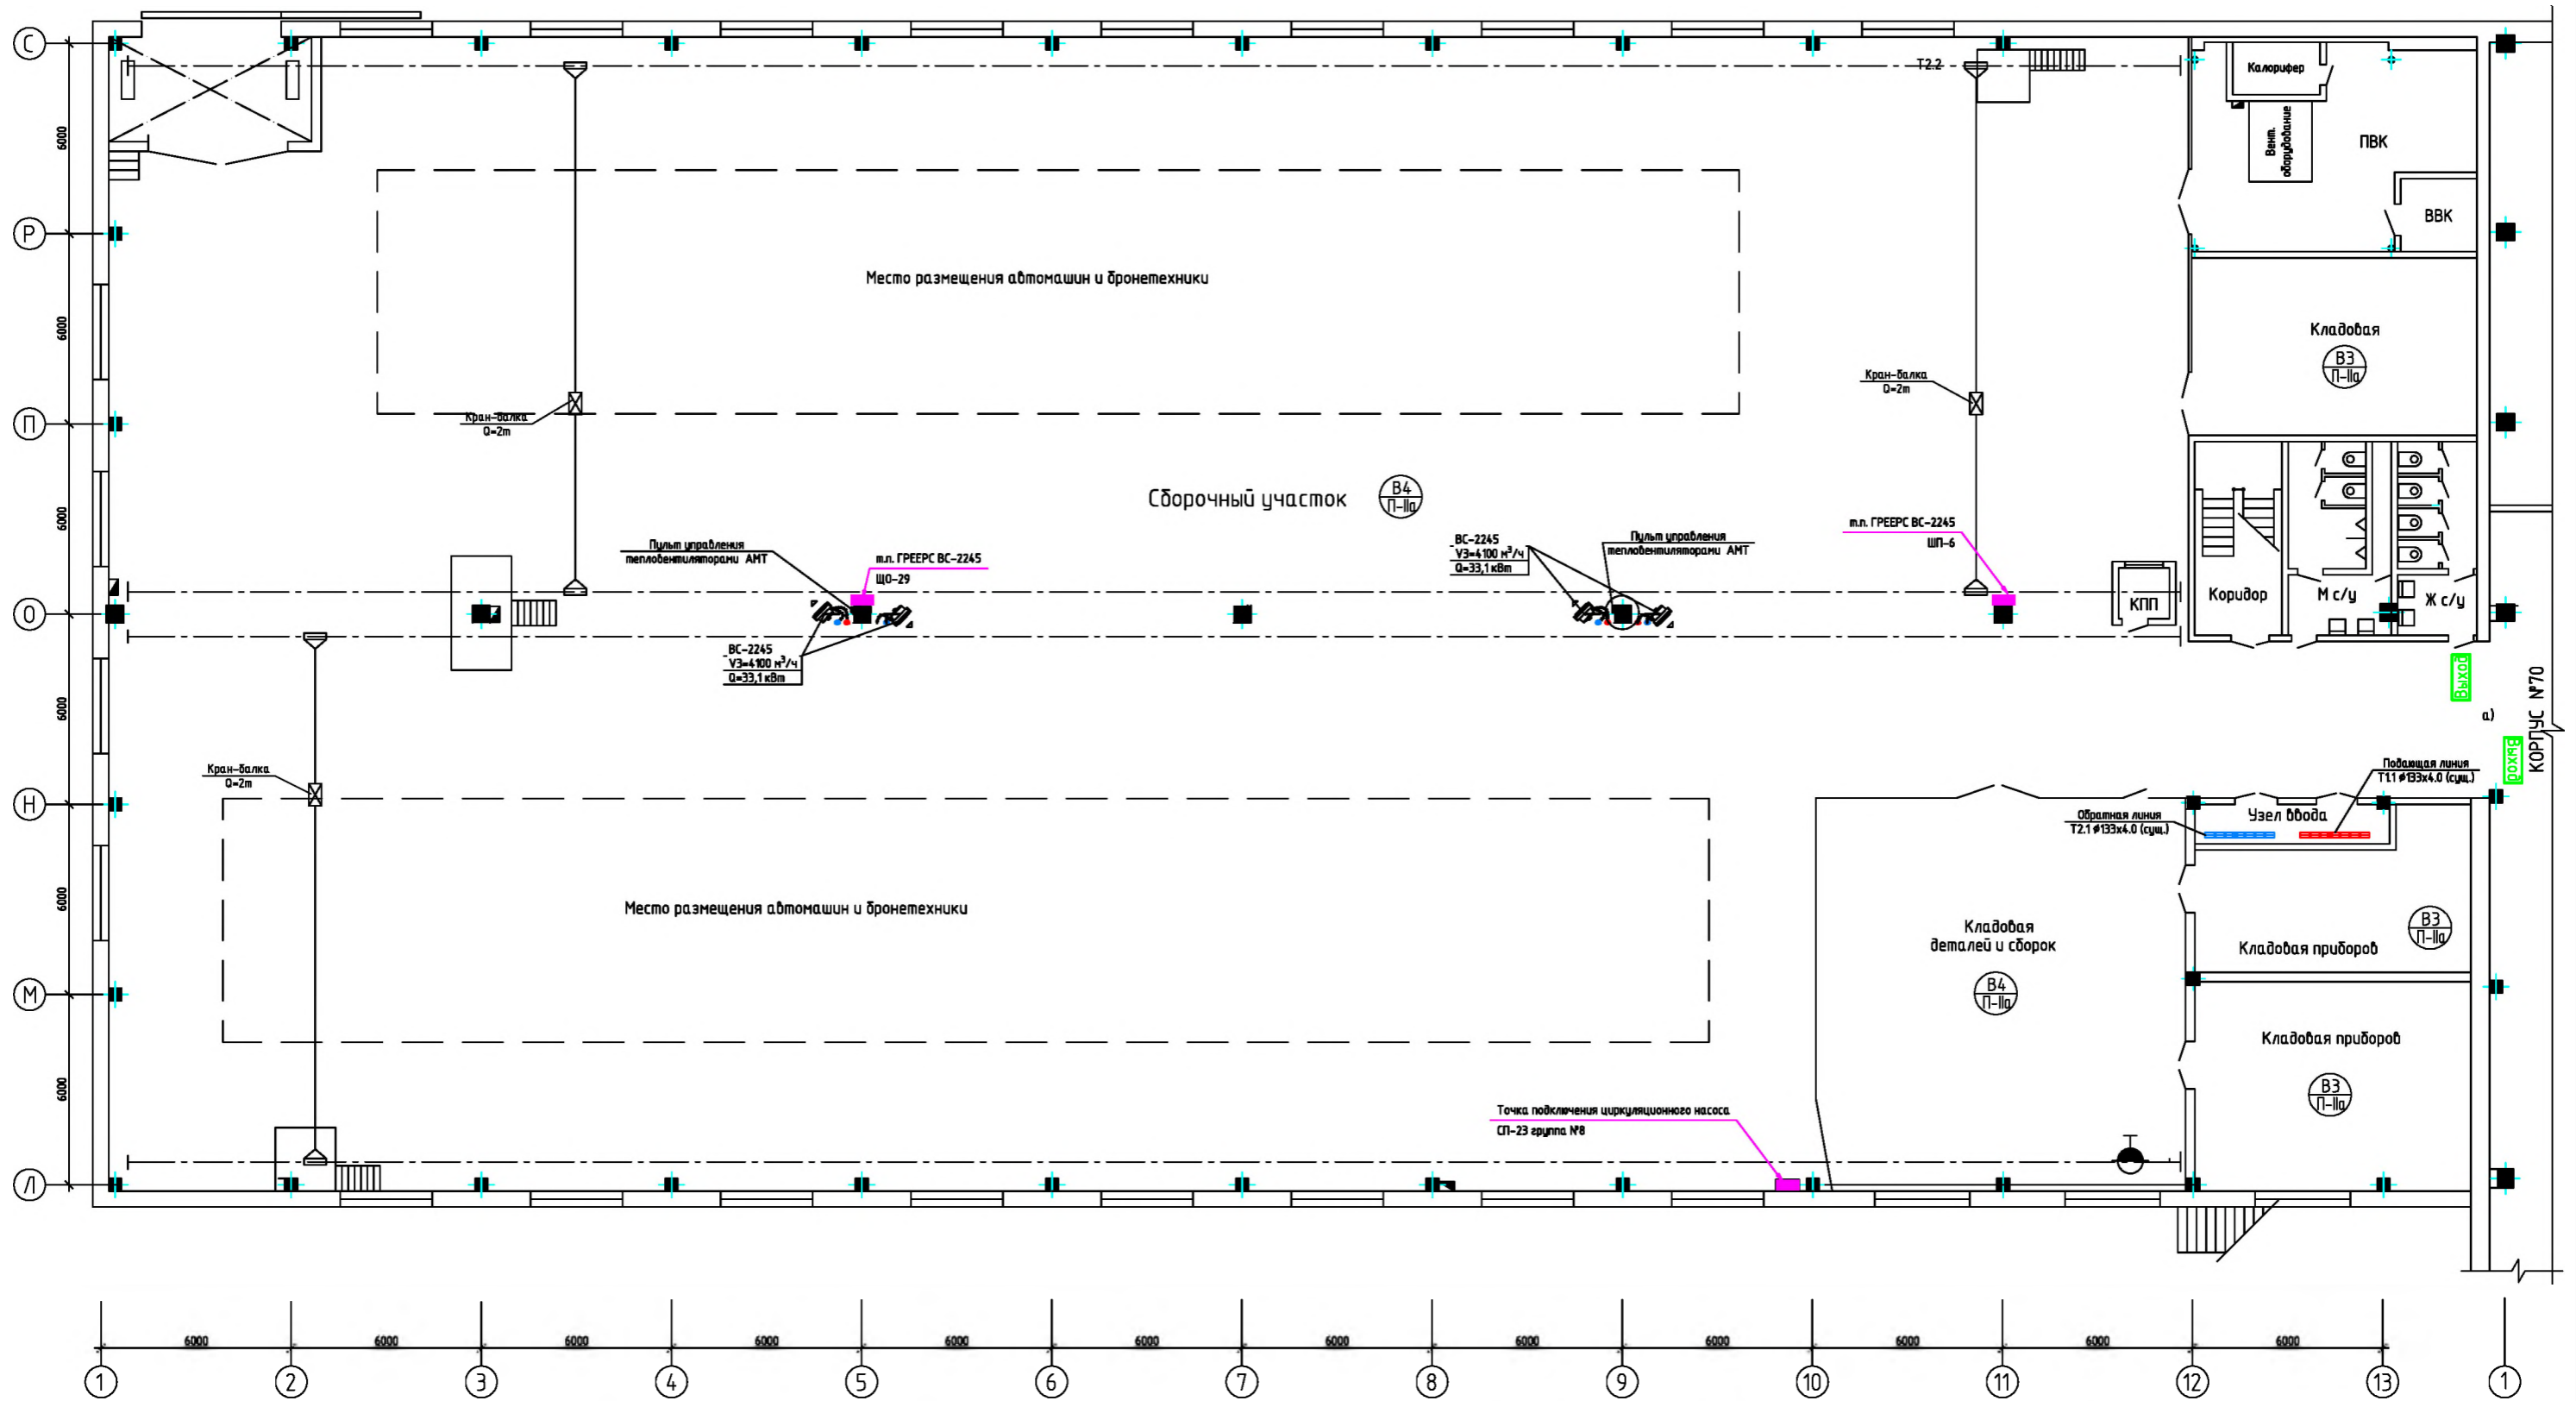 С
Т2.2
Калорифер
Вент.
оборудование
ПВК
6000
Р
ВВК
Место размещения автомашин и бронетехники
6000
Кладовая
В3
П-IIа
Кран-балка
Q=2т
Кран-балка
Q=2т
П
Сборочный участок
В4
П-IIа
6000
т.п. ГРЕЕРС ВС-2245
ШП-6
Пульт управления
тепловентиляторами АМТ
т.п. ГРЕЕРС ВС-2245
ЩО-29
ВС-2245
V3=4100 м³/ч
Q=33,1 кВт
Пульт управления
тепловентиляторами АМТ
О
КПП
Коридор
М с/у
Ж с/у
ВС-2245
V3=4100 м³/ч
Q=33,1 кВт
Выход
6000
а)
КОРПУС №70
Выход
Кран-балка
Q=2т
Подающая линия
Т1.1 ø133х4.0 (сущ.)
Н
Обратная линия
Т2.1 ø133х4.0 (сущ.)
Узел ввода
6000
Место размещения автомашин и бронетехники
Кладовая
деталей и сборок
В3
П-IIа
Кладовая приборов
М
В4
П-IIа
Кладовая приборов
6000
В3
П-IIа
Точка подключения циркуляционного насоса
СП-23 группа №8
Л
6000 6000 6000 6000 6000 6000 6000 6000 6000 6000 6000 6000
1 2 3 4 5 6 7 8 9 10 11 12 13 1